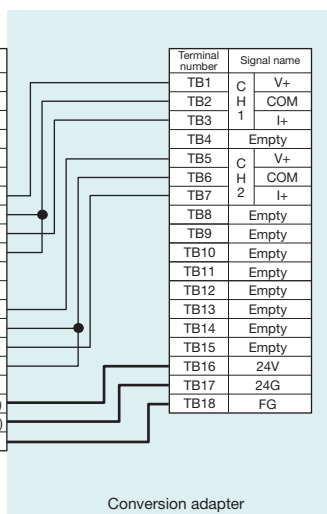 Terminal number Signal name
TB1 CH1 V+
TB2 COM
TB3 I+
TB4 Empty
TB5 CH2 V+
TB6 COM
TB7 I+
TB8 Empty
TB9 Empty
TB10 Empty
TB11 Empty
TB12 Empty
TB13 Empty
TB14 Empty
TB15 Empty
TB16 24V
TB17 24G
TB18 FG
)
)
Conversion adapter